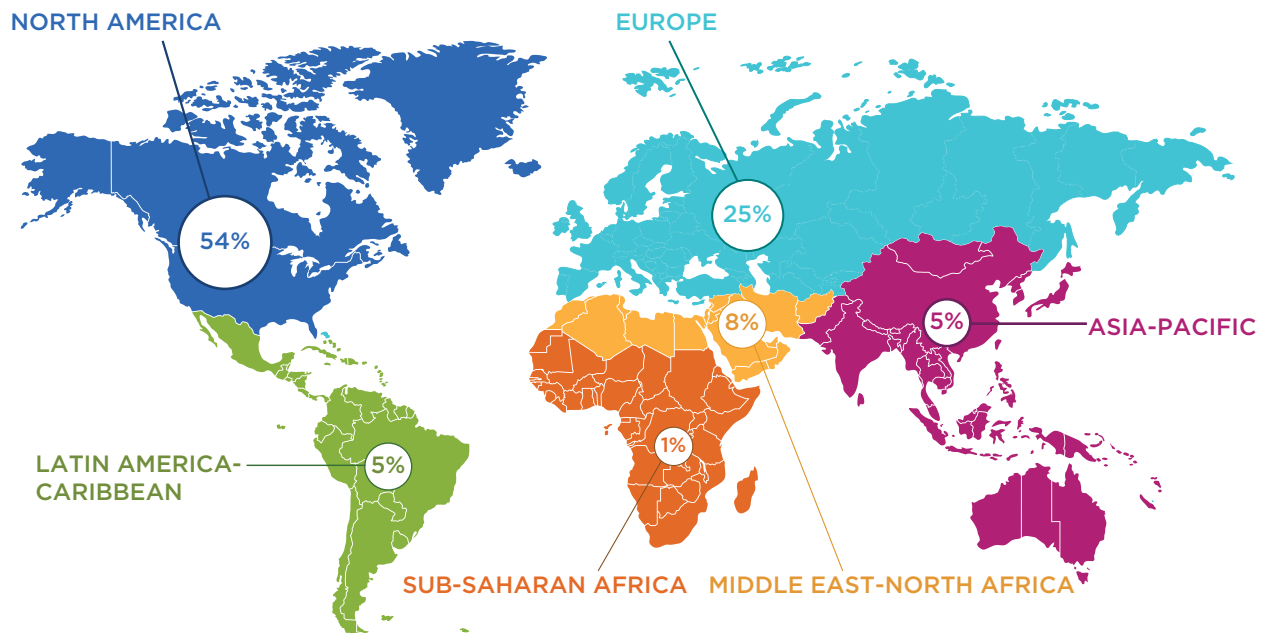 NORTH AMERICA
EUROPE
54%
25%
8%
5%
ASIA-PACIFIC
1%
LATIN AMERICA-
CARIBBEAN
5%
SUB-SAHARAN AFRICA
MIDDLE EAST-NORTH AFRICA